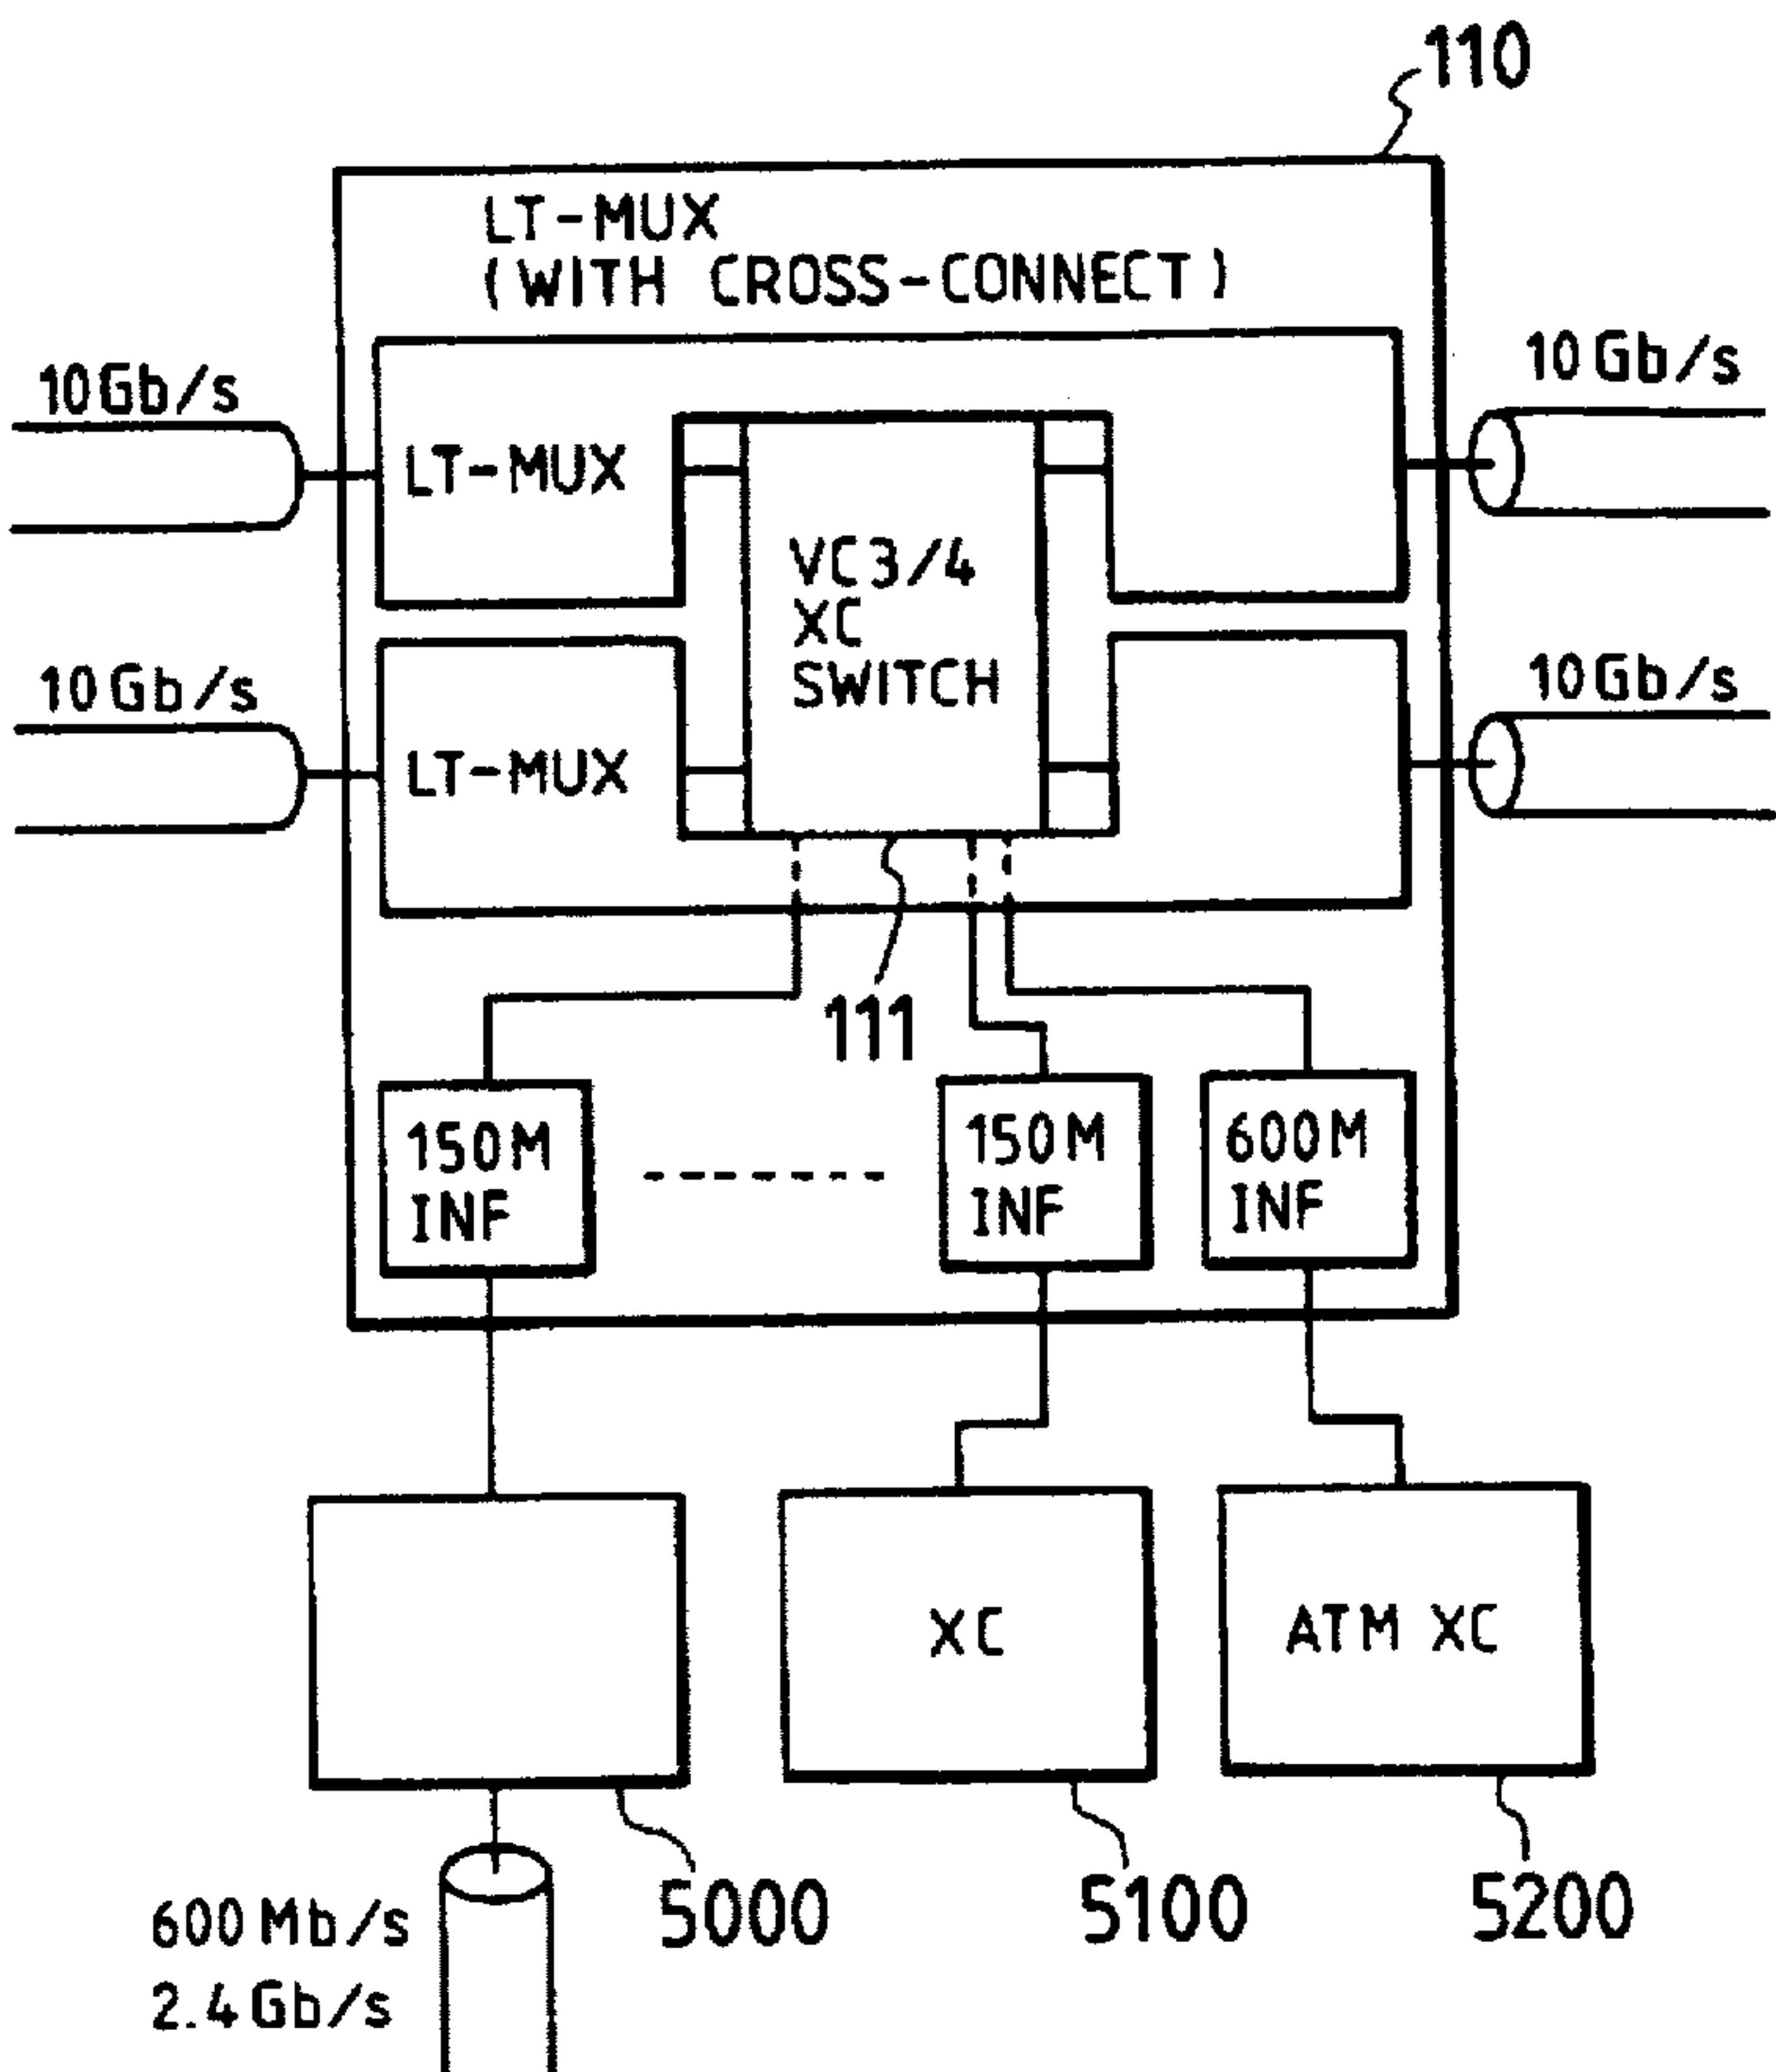 110
LT-MUX
(WITH CROSS-CONNECT)
10Gb/s
10Gb/s
LT-MUX
VC3/4
XC
SWITCH
10Gb/s
10Gb/s
LT-MUX
111
150M
INF
150M
INF
600M
INF
XC
ATM XC
5000
5100
5200
600Mb/s
2.4Gb/s